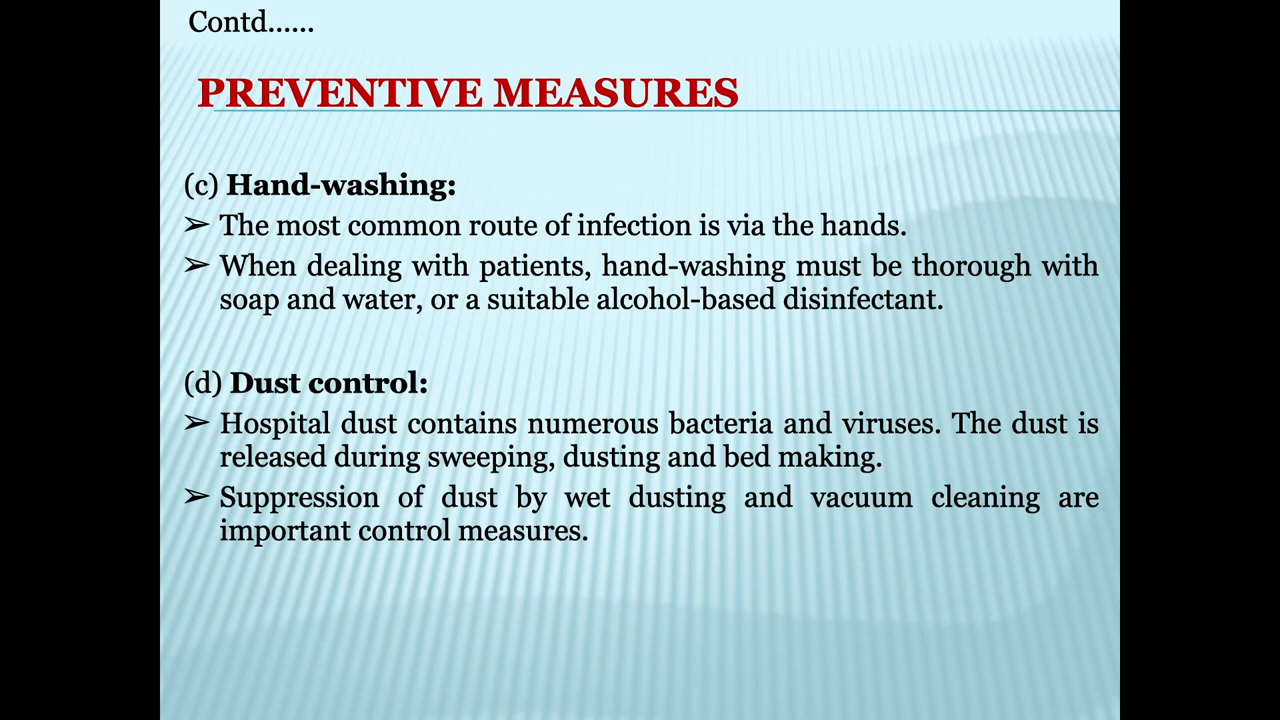 Contd......
PREVENTIVE MEASURES
(c) Hand-washing:
➢ The most common route of infection is via the hands.
➢ When dealing with patients, hand-washing must be thorough with
soap and water, or a suitable alcohol-based disinfectant.
(d) Dust control:
➢ Hospital dust contains numerous bacteria and viruses. The dust is
released during sweeping, dusting and bed making.
➢ Suppression of dust by wet dusting and vacuum cleaning are
important control measures.